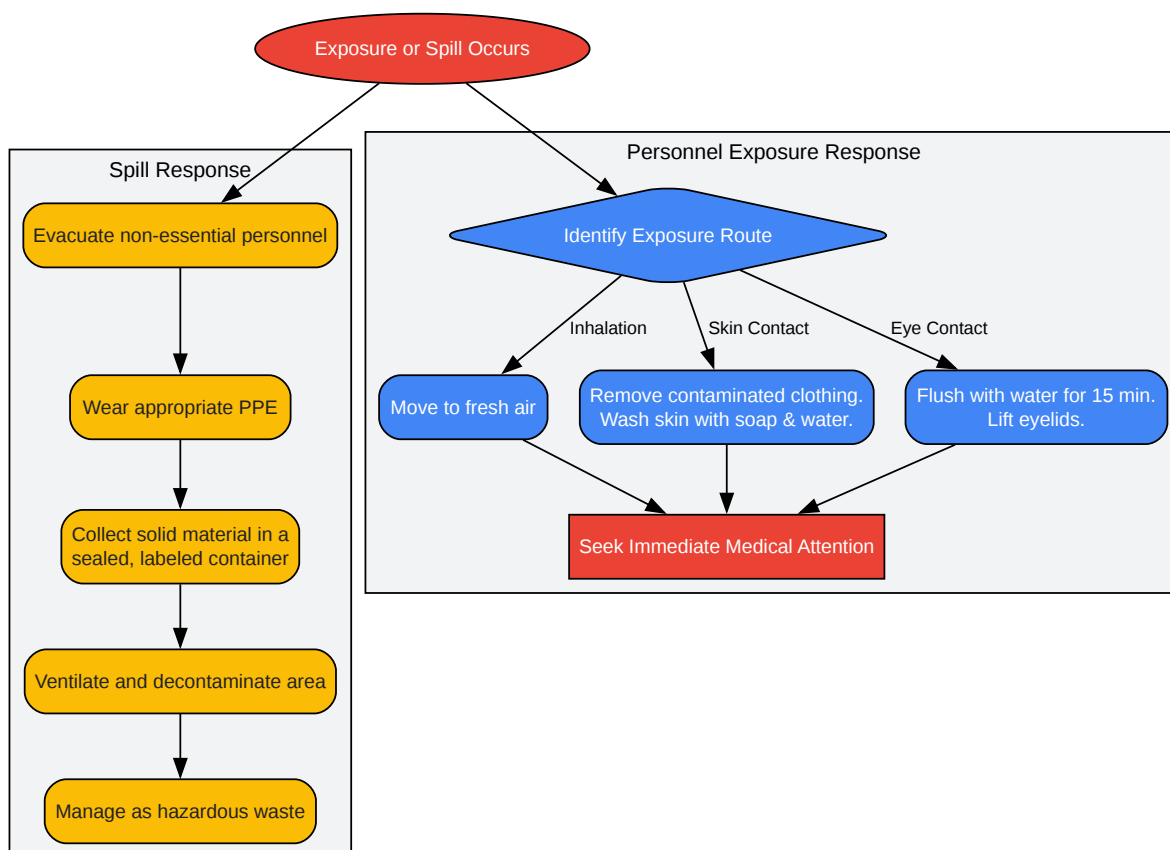 Exposure or Spill Occurs
Spill Response
Evacuate non-essential personnel
Wear appropriate PPE
Collect solid material in a
sealed, labeled container
Ventilate and decontaminate area
Manage as hazardous waste
Personnel Exposure Response
Identify Exposure Route
Inhalation
Skin Contact
Eye Contact
Move to fresh air
Remove contaminated clothing.
Wash skin with soap & water.
Flush with water for 15 min.
Lift eyelids.
Seek Immediate Medical Attention